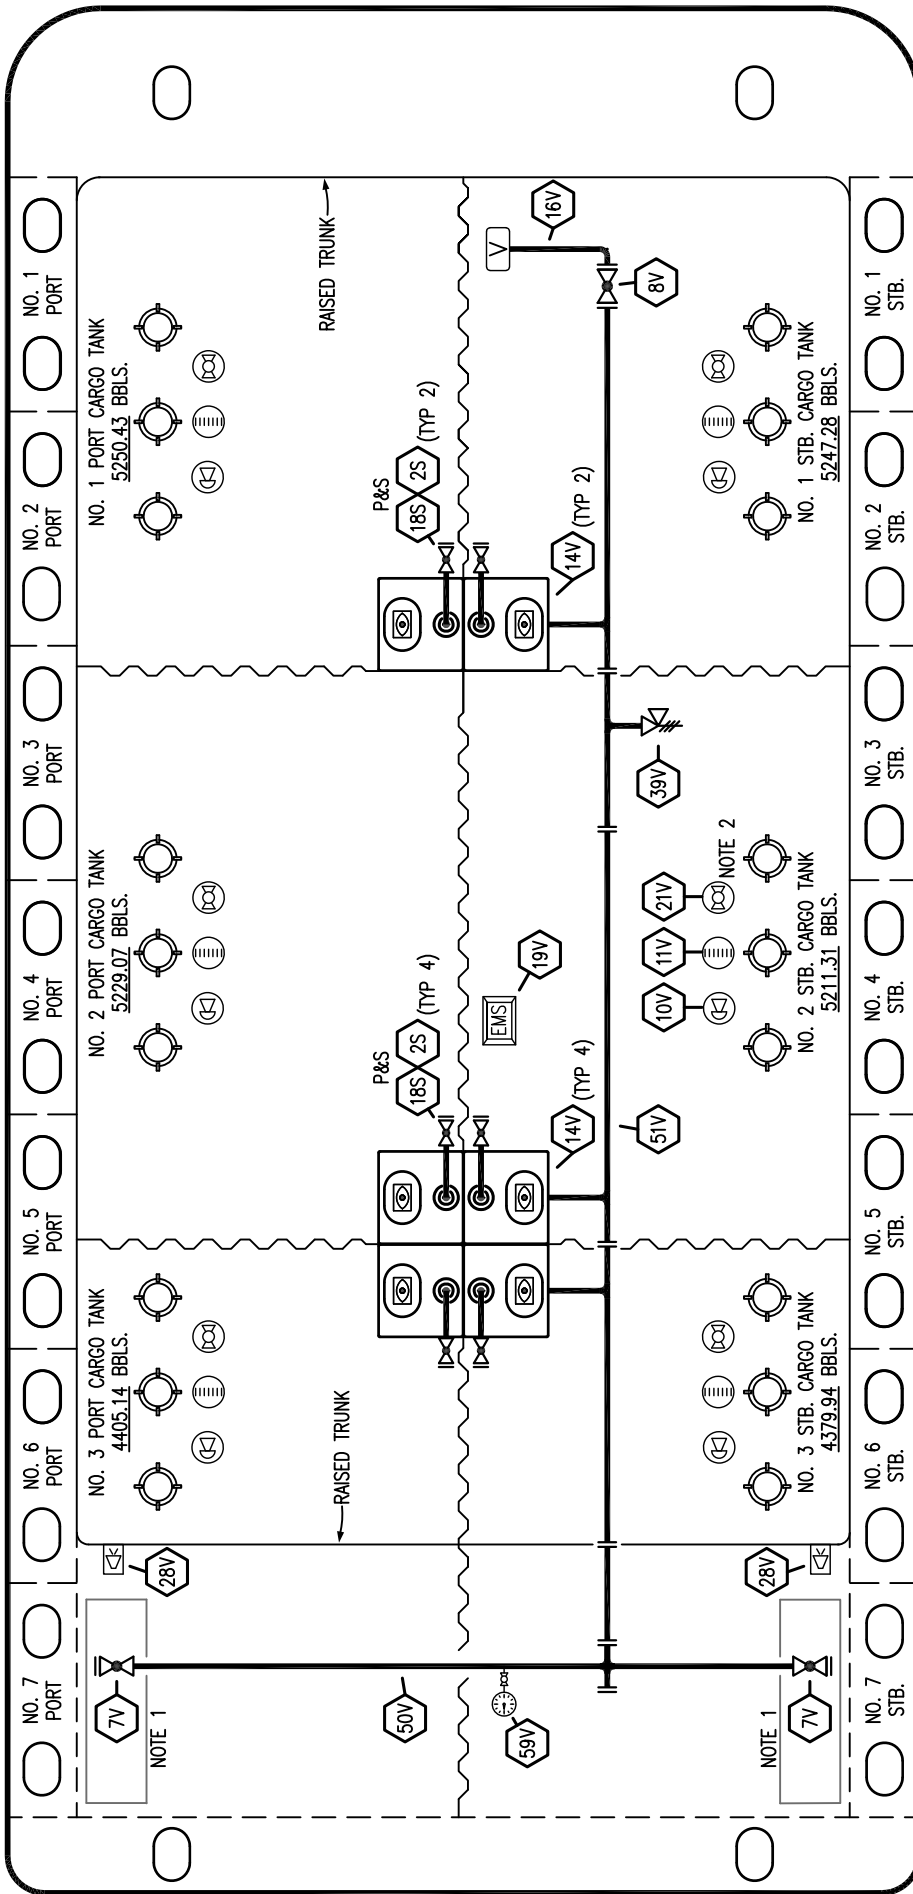 NO. 1
PORT
NO. 2
PORT
NO. 3
PORT
NO. 4
PORT
NO. 5
PORT
NO. 6
PORT
NO. 7
PORT
NO. 1 PORT CARGO TANK
5250.43 BBLS.
NO. 2 PORT CARGO TANK
5229.07 BBLS.
NO. 3 PORT CARGO TANK
4405.14 BBLS.
RAISED TRUNK
RAISED TRUNK
28V
7V
NOTE 1
P&S
18S 2S (TYP 2)
P&S
18S 2S (TYP 4)
50V
V
16V
8V
14V (TYP 2)
39V
EMS
19V
14V (TYP 4)
51V
59V
21V
NOTE 2
11V
10V
NO. 1 STB. CARGO TANK
5247.28 BBLS.
NO. 2 STB. CARGO TANK
5211.31 BBLS.
NO. 3 STB. CARGO TANK
4379.94 BBLS.
28V
NOTE 1
7V
NO. 1
STB.
NO. 2
STB.
NO. 3
STB.
NO. 4
STB.
NO. 5
STB.
NO. 6
STB.
NO. 7
STB.